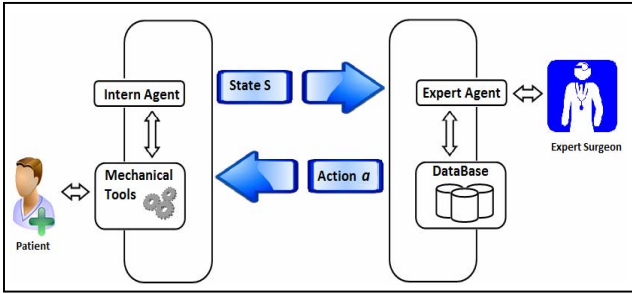 Intern Agent
State S
Expert Agent
Expert Surgeon
Mechanical
Tools
Action a
DataBase
Patient